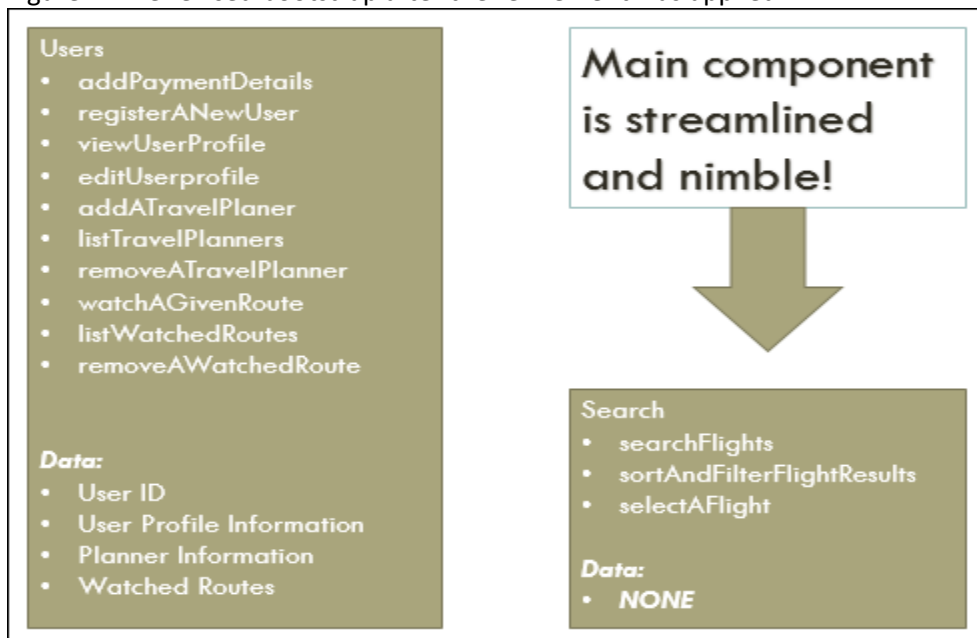 Users
• addPaymentDetails
• registerANewUser
• viewUserProfile
• editUserprofile
• addATravelPlaner
• listTravelPlanners
• removeATravelPlanner
• watchAGivenRoute
• listWatchedRoutes
• removeAWatchedRoute
Data:
• User ID
• User Profile Information
• Planner Information
• Watched Routes
Main component
is streamlined
and nimble!
Search
• searchFlights
• sortAndFilterFlightResults
• selectAFlight
Data:
• NONE